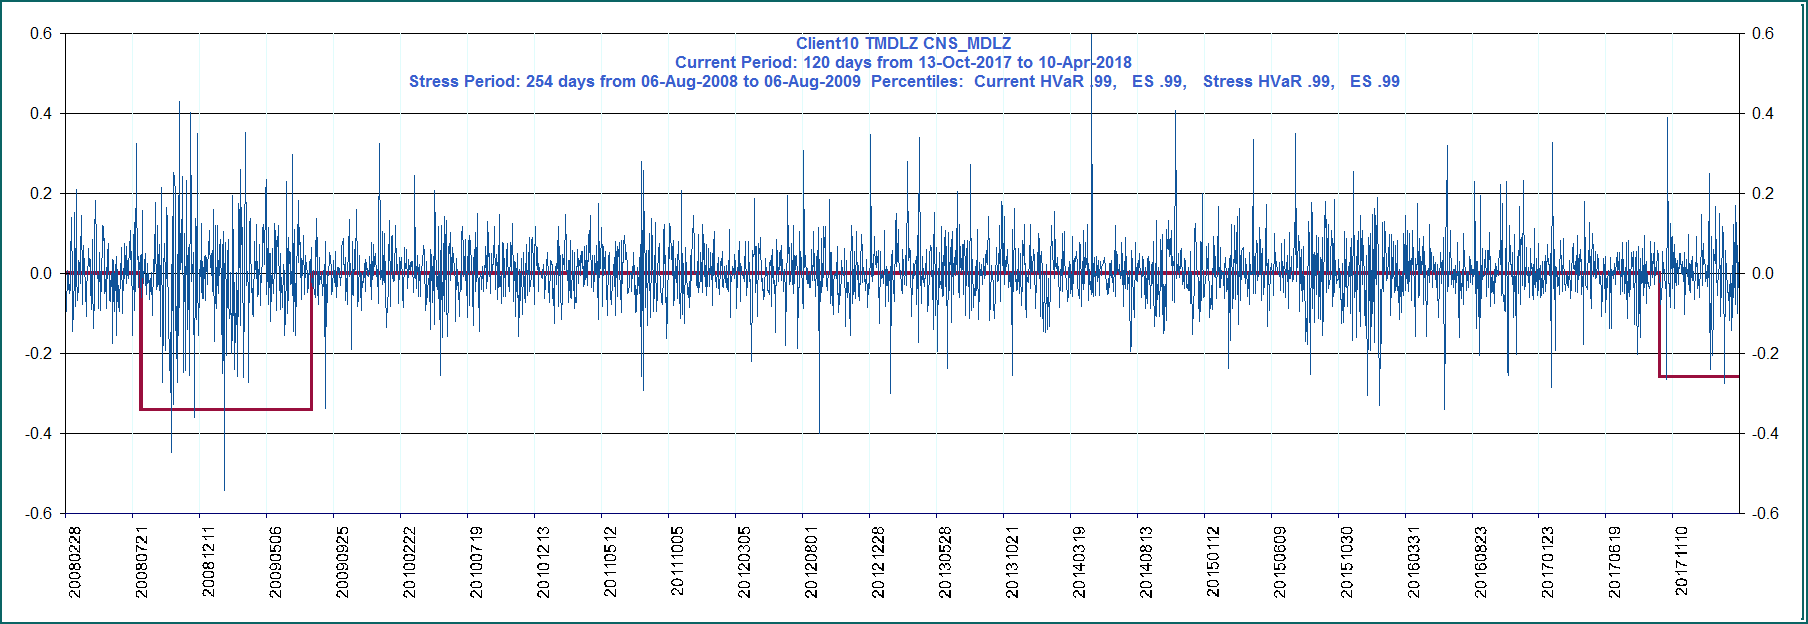 Client10 TMDLZ CNS_MDLZ
Current Period: 120 days from 13-Oct-2017 to 10-Apr-2018
Stress Period: 254 days from 06-Aug-2008 to 06-Aug-2009  Percentiles:  Current HVaR .99,   ES .99,   Stress HVaR .99,   ES .99
0.6 0.6
0.4 0.4
0.2 0.2
0.0 0.0
-0.2 -0.2
-0.4 -0.4
-0.6 -0.6
20080228 20080721 20081211 20090506 20090925 20100222 20100719 20101213 20110512 20111005 20120305 20120801 20121228 20130528 20131021 20140319 20140813 20150112 20150609 20151030 20160331 20160823 20170123 20170619 20171110